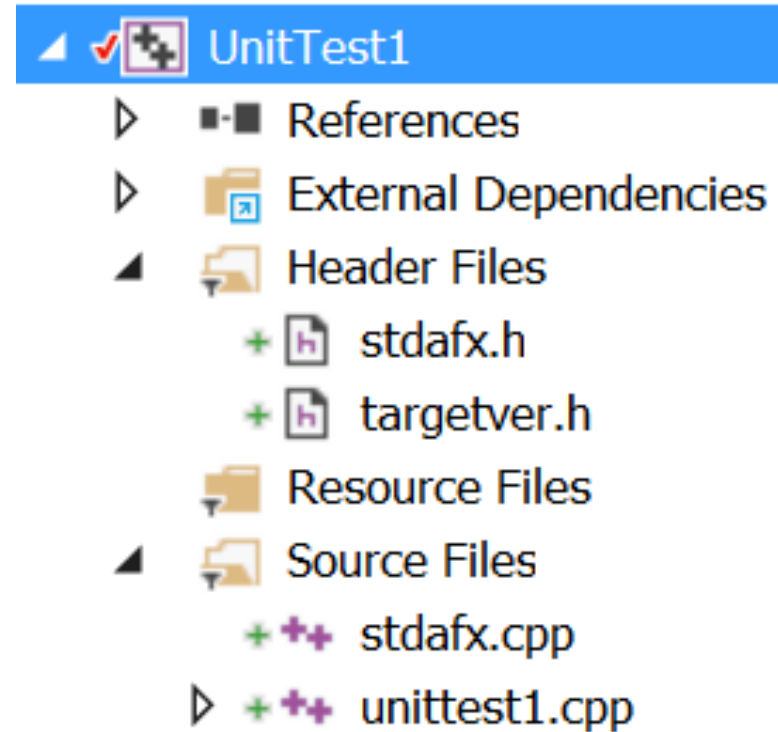 UnitTest1
References
External Dependencies
Header Files
stdafx.h
targetver.h
Resource Files
Source Files
stdafx.cpp
unittest1.cpp